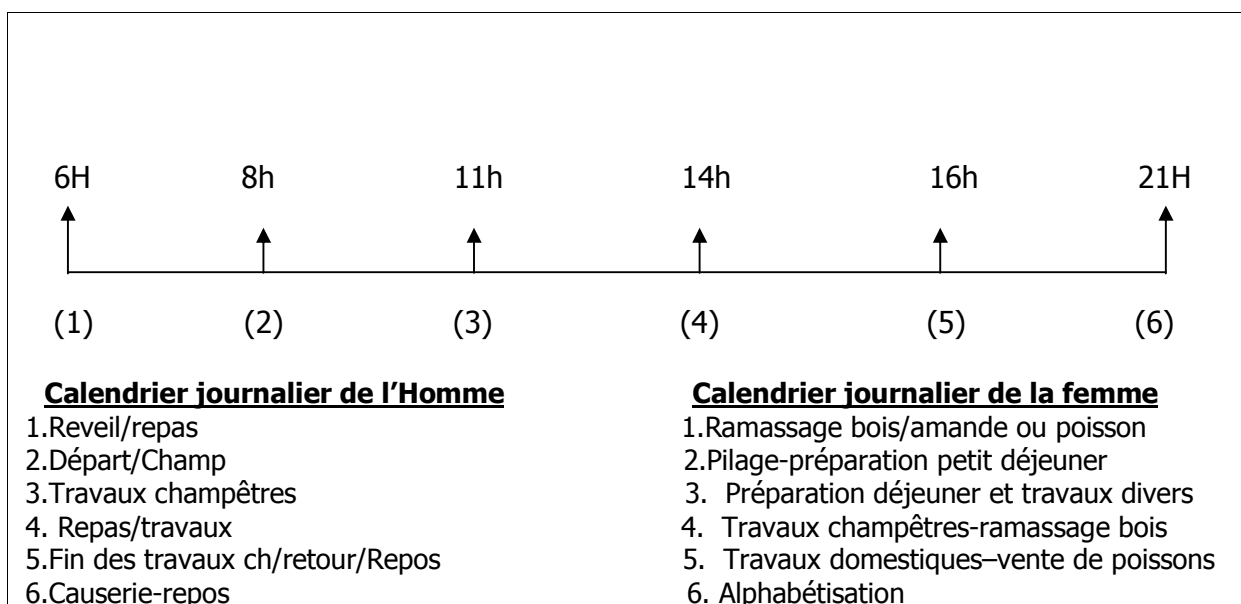 6H 8h 11h 14h 16h 21H
(1) (2) (3) (4) (5) (6)
Calendrier journalier de l’Homme
1.Reveil/repas
2.Départ/Champ
3.Travaux champêtres
4. Repas/travaux
5.Fin des travaux ch/retour/Repos
6.Causerie-repos
Calendrier journalier de la femme
1.Ramassage bois/amande ou poisson
2.Pilage-préparation petit déjeuner
3. Préparation déjeuner et travaux divers
4. Travaux champêtres-ramassage bois
5. Travaux domestiques–vente de poissons
6. Alphabétisation